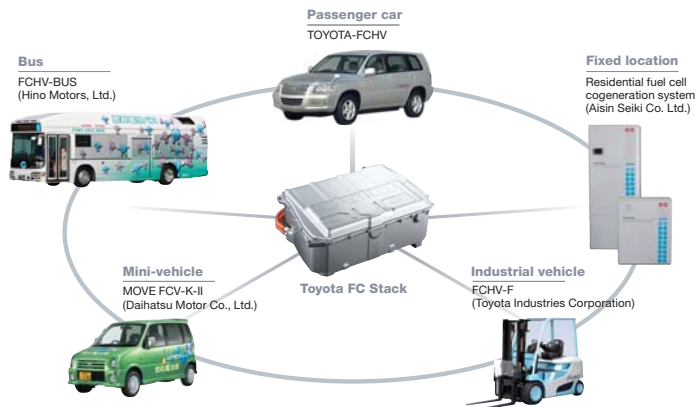 Passenger car
TOYOTA-FCHV
Bus
FCHV-BUS
(Hino Motors, Ltd.)
Fixed location
Residential fuel cell
cogeneration system
(Aisin Seiki Co. Ltd.)
Mini-vehicle
MOVE FCV-K-II
(Daihatsu Motor Co., Ltd.)
Toyota FC Stack
Industrial vehicle
FCHV-F
(Toyota Industries Corporation)